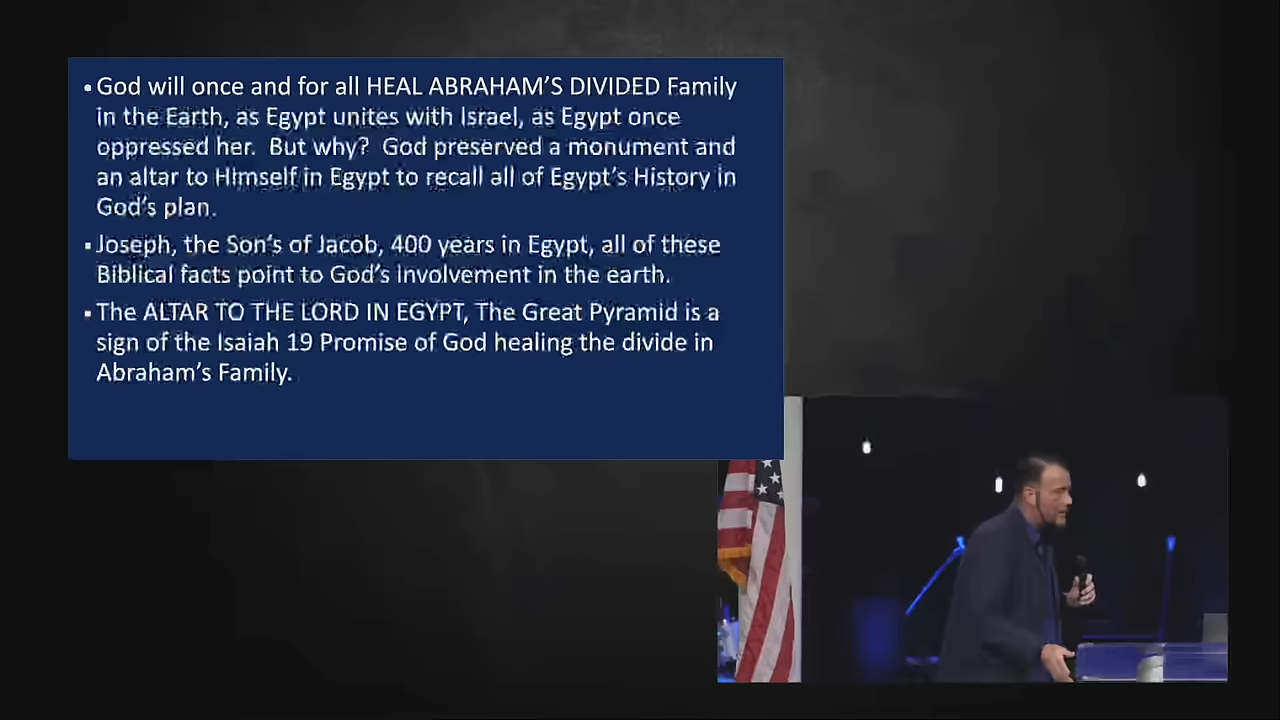 ▪ God will once and for all HEAL ABRAHAM’S DIVIDED Family
in the Earth, as Egypt unites with Israel, as Egypt once
oppressed her.  But why?  God preserved a monument and
an altar to Himself in Egypt to recall all of Egypt’s History in
God’s plan.
▪ Joseph, the Son’s of Jacob, 400 years in Egypt, all of these
Biblical facts point to God’s involvement in the earth.
▪ The ALTAR TO THE LORD IN EGYPT, The Great Pyramid is a
sign of the Isaiah 19 Promise of God healing the divide in
Abraham’s Family.